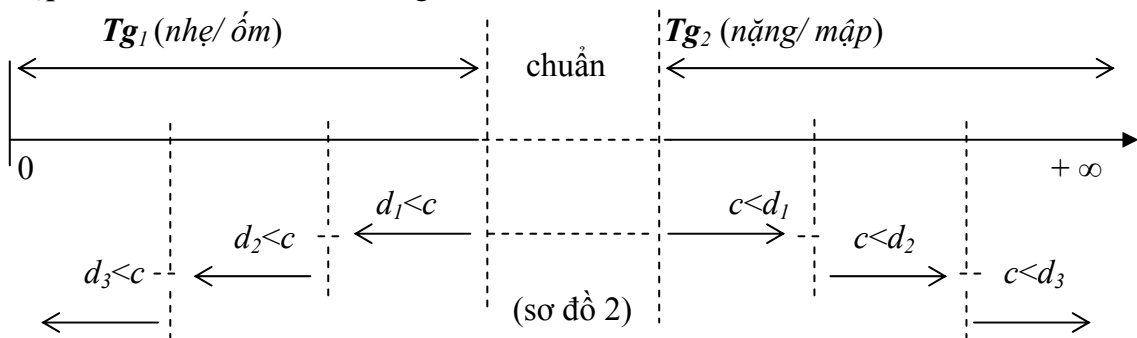 Tg₁ (nhẹ/ ốm)
chuẩn
Tg₂ (nặng/ mập)
0
+ ∞
d₁<c
c<d₁
d₂<c
c<d₂
d₃<c
c<d₃
(sơ đồ 2)